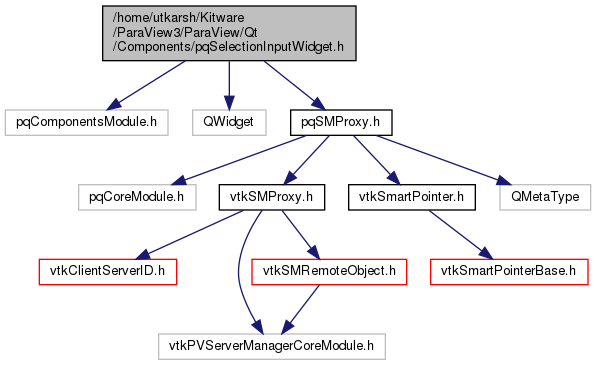 /home/utkarsh/Kitware
/ParaView3/ParaView/Qt
/Components/pqSelectionInputWidget.h
pqComponentsModule.h
QWidget
pqSMProxy.h
pqCoreModule.h
vtkSMProxy.h
vtkSmartPointer.h
QMetaType
vtkClientServerID.h
vtkSMRemoteObject.h
vtkSmartPointerBase.h
vtkPVServerManagerCoreModule.h